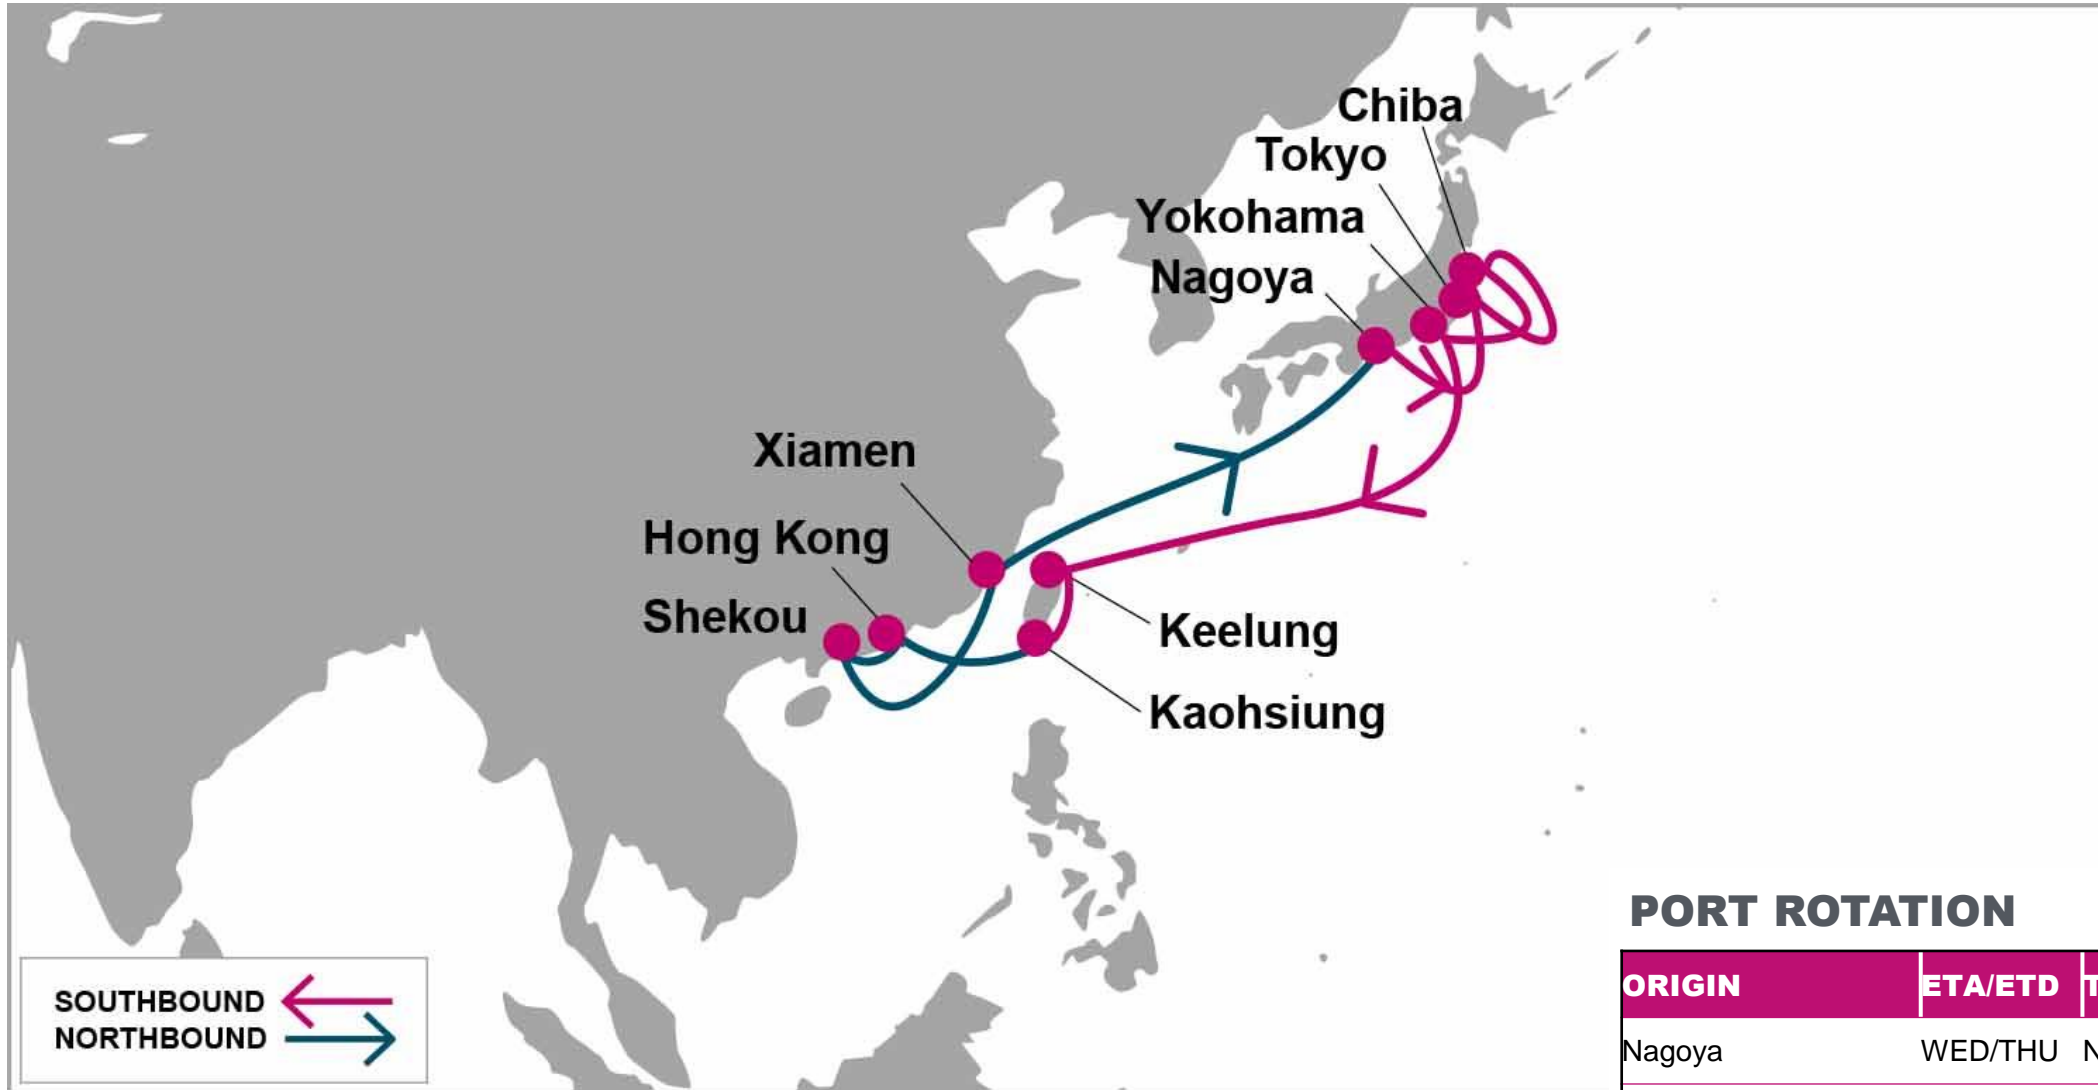 Chiba
Tokyo
Yokohama
Nagoya
Xiamen
Hong Kong
Shekou
Keelung
Kaohsiung
SOUTHBOUND
NORTHBOUND
PORT ROTATION
ORIGIN ETA/ETD
Nagoya WED/THU